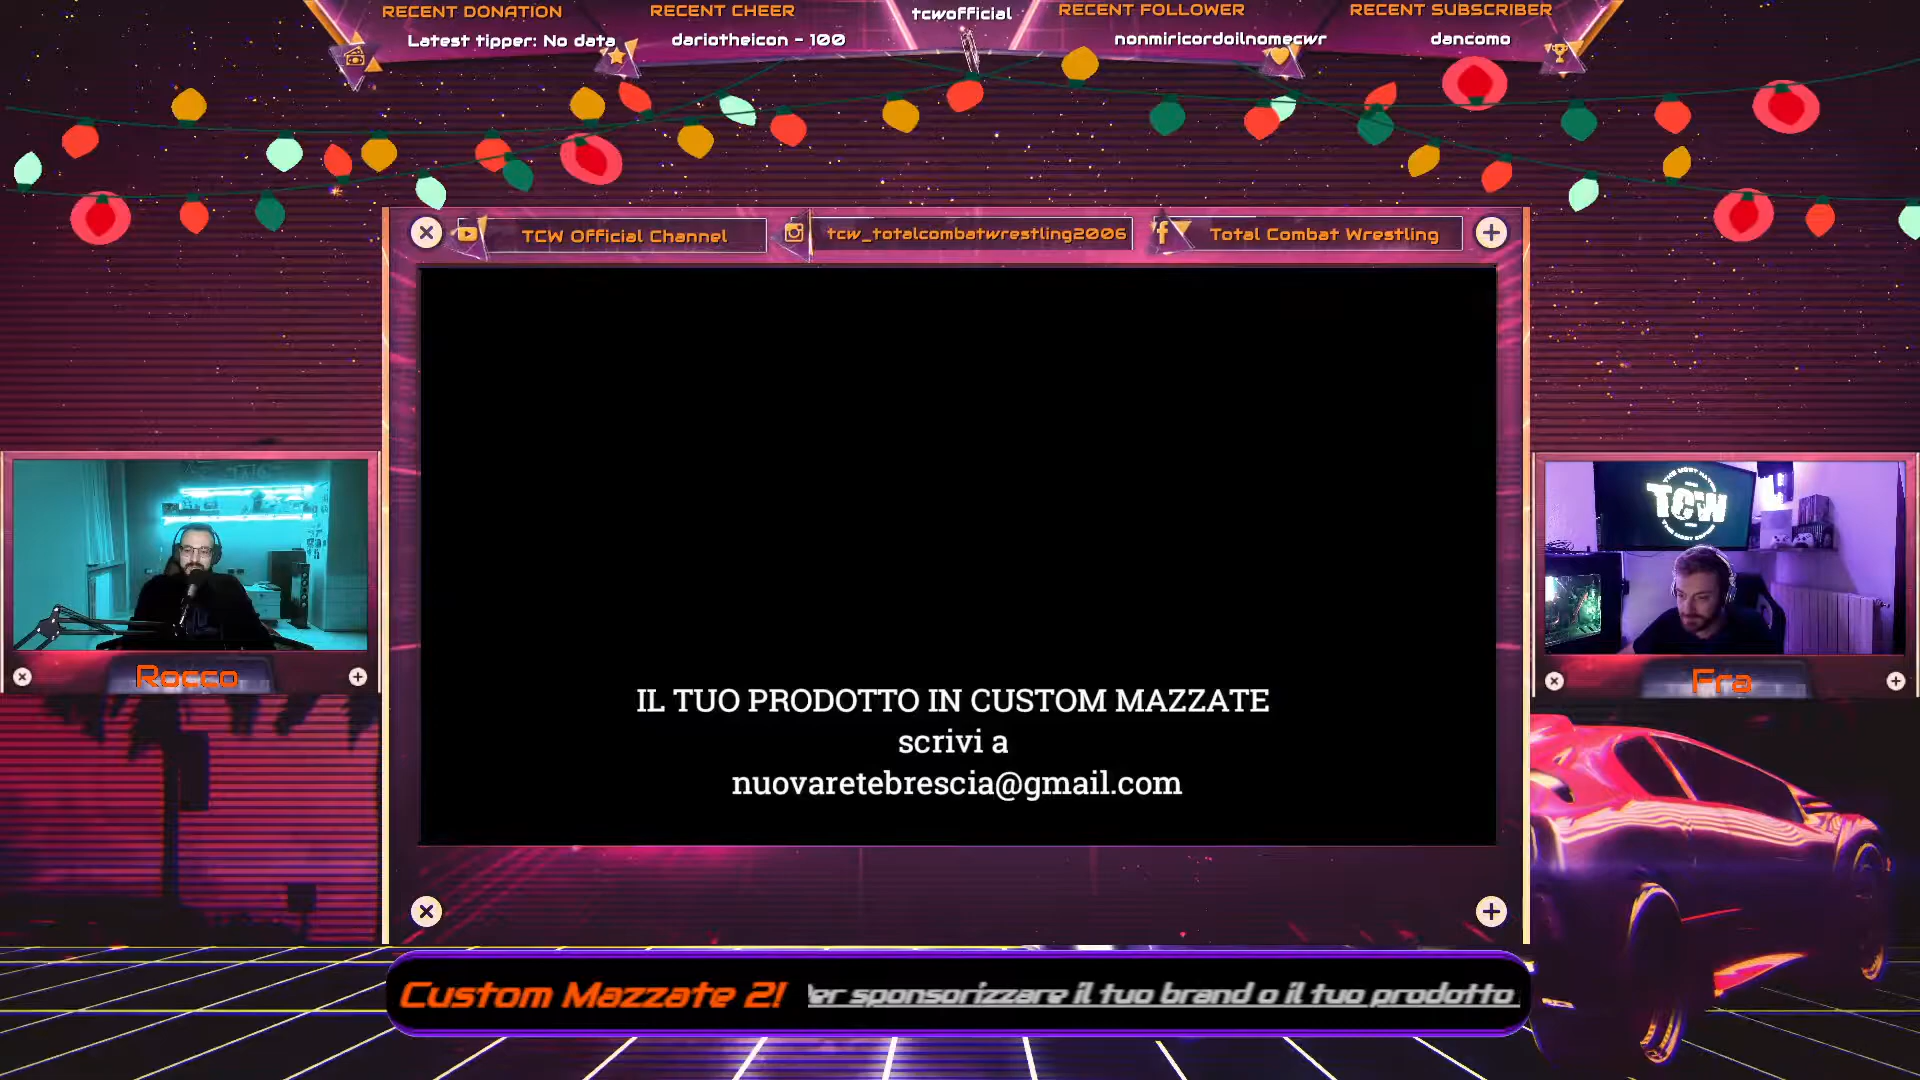 RECENT DONATION
Latest tipper: No data
RECENT CHEER
dariotheicon - 100
tcwofficial
RECENT FOLLOWER
nonmiricordoilnomecwr
RECENT SUBSCRIBER
dancomo
TCW Official Channel
tcw_totalcombatwrestling2006
Total Combat Wrestling
TCW
Rocco
Fra
IL TUO PRODOTTO IN CUSTOM MAZZATE
scrivi a
nuovaretebrescia@gmail.com
Custom Mazzate 2!
er sponsorizzare il tuo brand o il tuo prodotto